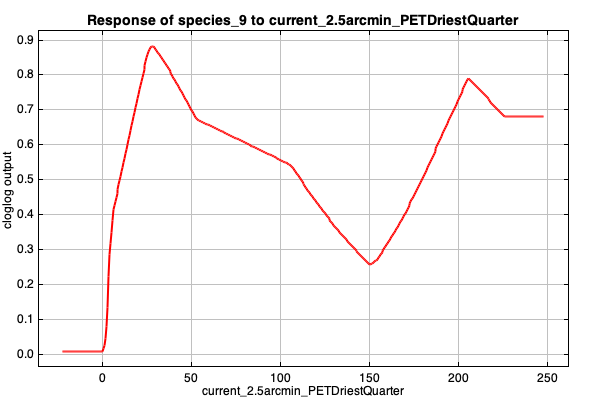 Response of species_9 to current_2.5arcmin_PETDriestQuarter
0.9
0.8
0.7
0.6
0.5
0.4
0.3
0.2
0.1
0.0
cloglog output
0 50 100 150 200 250
current_2.5arcmin_PETDriestQuarter